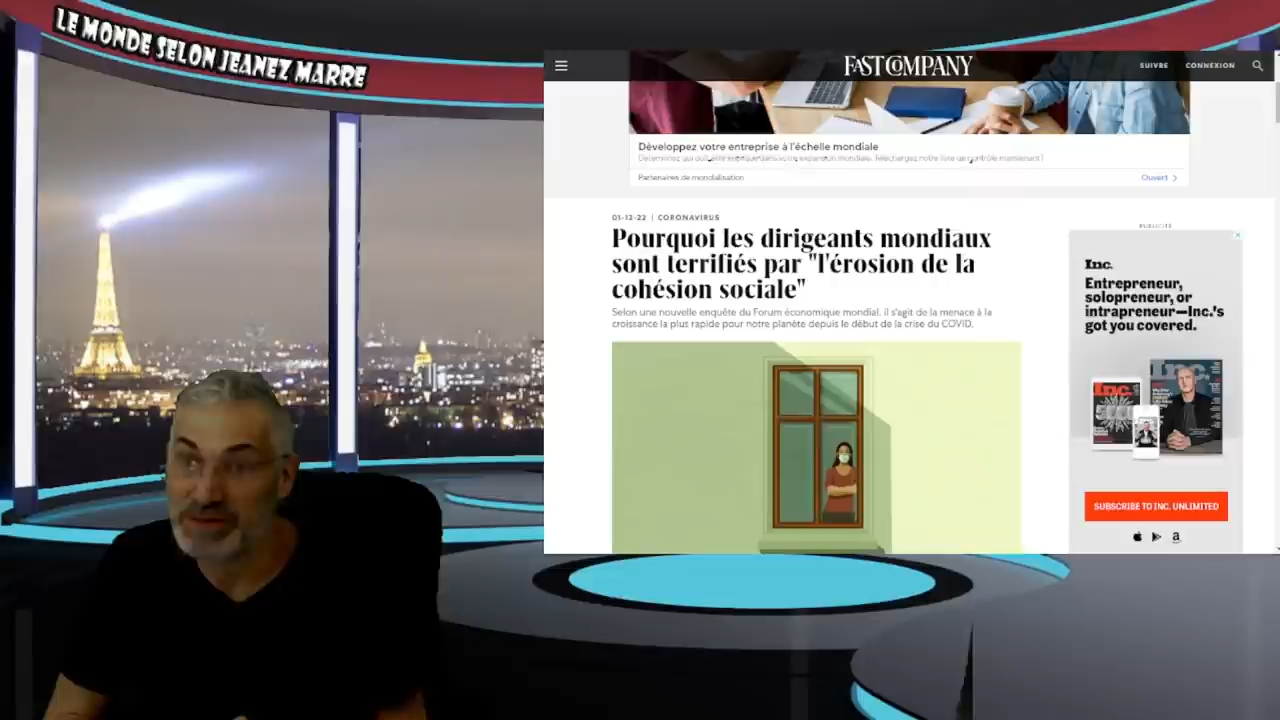 LE MONDE SELON JEANEZ MARRE
FAST COMPANY
SUIVRE
CONNEXION
Développez votre entreprise à l'échelle mondiale
Partenaires de mondialisation
Ouvert
01-12-22 | CORONAVIRUS
Pourquoi les dirigeants mondiaux
sont terrifiés par "l'érosion de la
cohésion sociale"
Selon une nouvelle enquête du Forum économique mondial, il s'agit de la menace à la
croissance la plus rapide pour notre planète depuis le début de la crise du COVID.
PUBLICITÉ
Inc.
Entrepreneur,
solopreneur, or
intrapreneur—Inc.'s
got you covered.
Inc.
Inc.
SUBSCRIBE TO INC. UNLIMITED